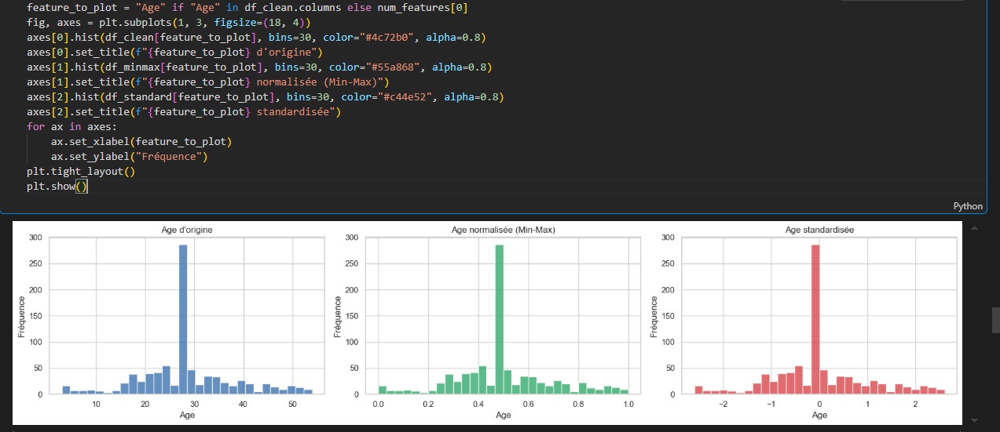 feature_to_plot = "Age" if "Age" in df_clean.columns else num_features[0]
fig, axes = plt.subplots(1, 3, figsize=(18, 4))
axes[0].hist(df_clean[feature_to_plot], bins=30, color="#4c72b0", alpha=0.8)
axes[0].set_title(f"{feature_to_plot} d'origine")
axes[1].hist(df_minmax[feature_to_plot], bins=30, color="#55a868", alpha=0.8)
axes[1].set_title(f"{feature_to_plot} normalisée (Min-Max)")
axes[2].hist(df_standard[feature_to_plot], bins=30, color="#c44e52", alpha=0.8)
axes[2].set_title(f"{feature_to_plot} standardisée")
for ax in axes:
    ax.set_xlabel(feature_to_plot)
    ax.set_ylabel("Fréquence")
plt.tight_layout()
plt.show()
Python
Age d'origine
300
250
200
150
100
50
0
Fréquence
10 20 30 40 50
Age
Age normalisée (Min-Max)
300
250
200
150
100
50
0
Fréquence
0.0 0.2 0.4 0.6 0.8 1.0
Age
Age standardisée
300
250
200
150
100
50
0
Fréquence
−2 −1 0 1 2
Age